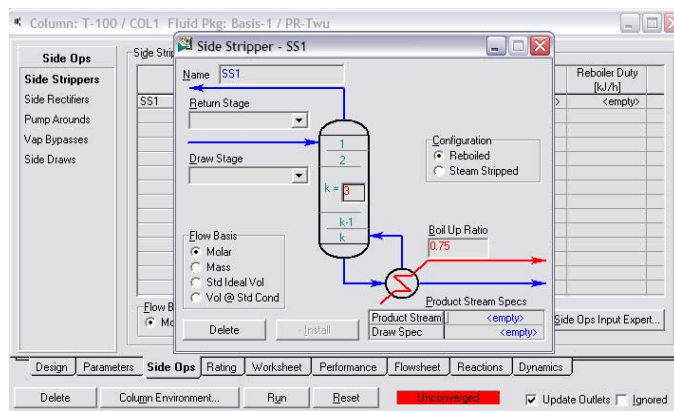 Column: T-100 / COL1 Fluid Pkg: Basis-1 / PR-Twu
Side Ops
Side Strippers
Side Rectifiers
Pump Arounds
Vap Bypasses
Side Draws
Side Strip
SS1
Reboiler Duty
[kJ/h]
<empty>
Flow B
Mo
Side Ops Input Expert...
Side Stripper - SS1
Name SS1
Return Stage
Draw Stage
1
2
k = 3
k-1
k
Configuration
Reboiled
Steam Stripped
Boil Up Ratio
0.75
Flow Basis
Molar
Mass
Std Ideal Vol
Vol @ Std Cond
Product Stream Specs
Product Stream <empty>
Draw Spec <empty>
Delete Install
Design Parameters Side Ops Rating Worksheet Performance Flowsheet Reactions Dynamics
Delete Column Environment... Run Reset Unconverged Update Outlets Ignored